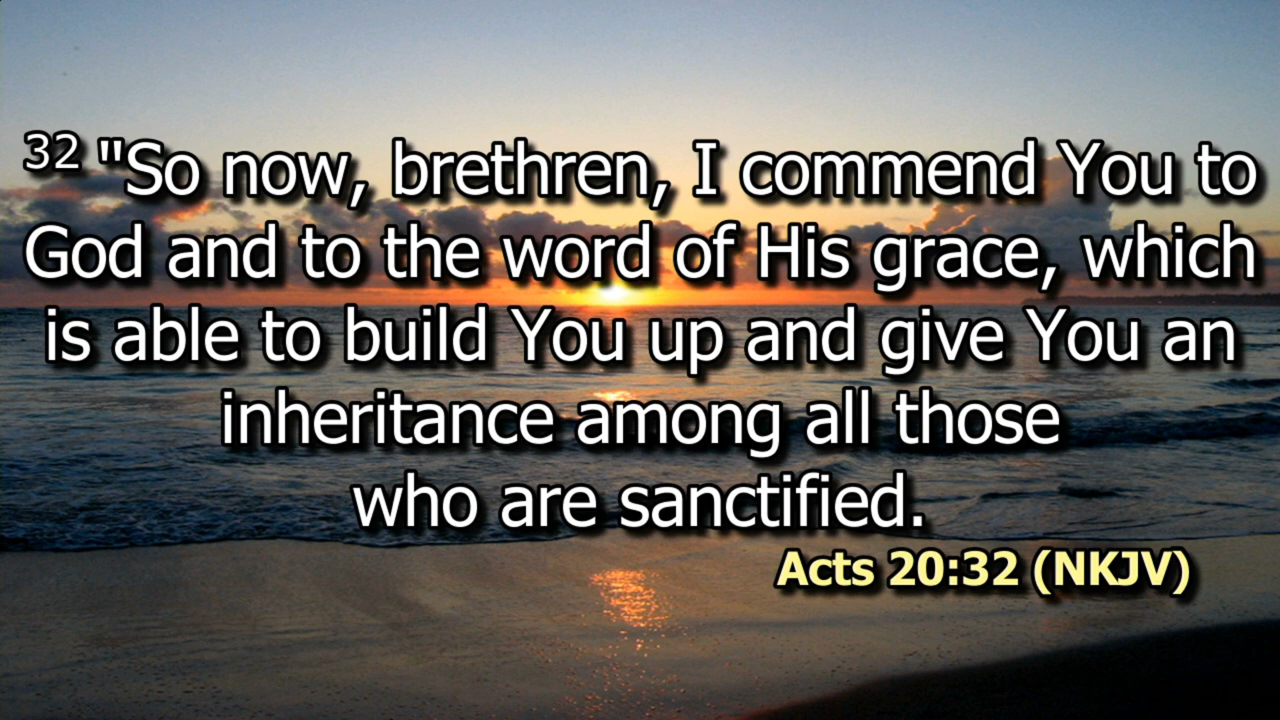 32 "So now, brethren, I commend You to
God and to the word of His grace, which
is able to build You up and give You an
inheritance among all those
who are sanctified.
Acts 20:32 (NKJV)